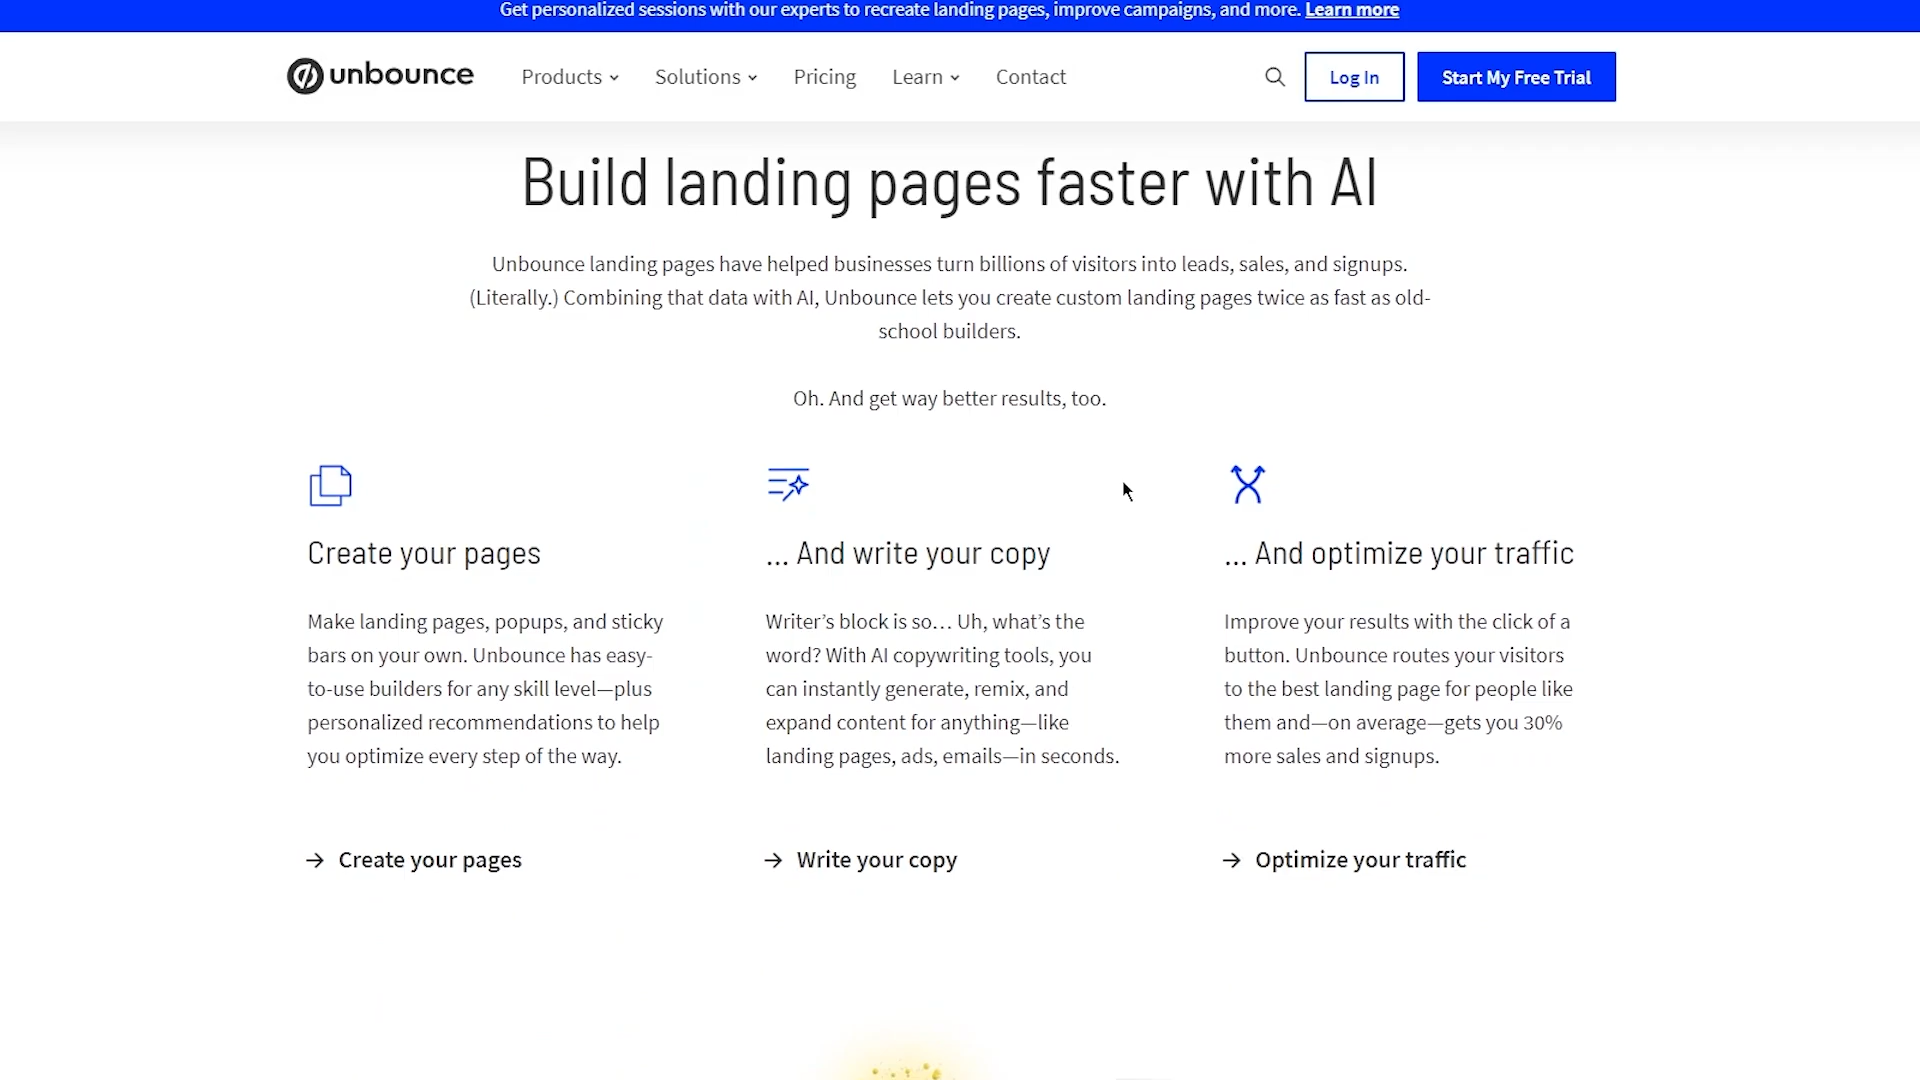 Get personalized sessions with our experts to recreate landing pages, improve campaigns, and more. Learn more
unbounce Products Solutions Pricing Learn Contact Log In Start My Free Trial
Build landing pages faster with AI
Unbounce landing pages have helped businesses turn billions of visitors into leads, sales, and signups.
(Literally.) Combining that data with AI, Unbounce lets you create custom landing pages twice as fast as old-
school builders.
Oh. And get way better results, too.
Create your pages
Make landing pages, popups, and sticky
bars on your own. Unbounce has easy-
to-use builders for any skill level—plus
personalized recommendations to help
you optimize every step of the way.
→ Create your pages
... And write your copy
Writer’s block is so… Uh, what’s the
word? With AI copywriting tools, you
can instantly generate, remix, and
expand content for anything—like
landing pages, ads, emails—in seconds.
→ Write your copy
... And optimize your traffic
Improve your results with the click of a
button. Unbounce routes your visitors
to the best landing page for people like
them and—on average—gets you 30%
more sales and signups.
→ Optimize your traffic